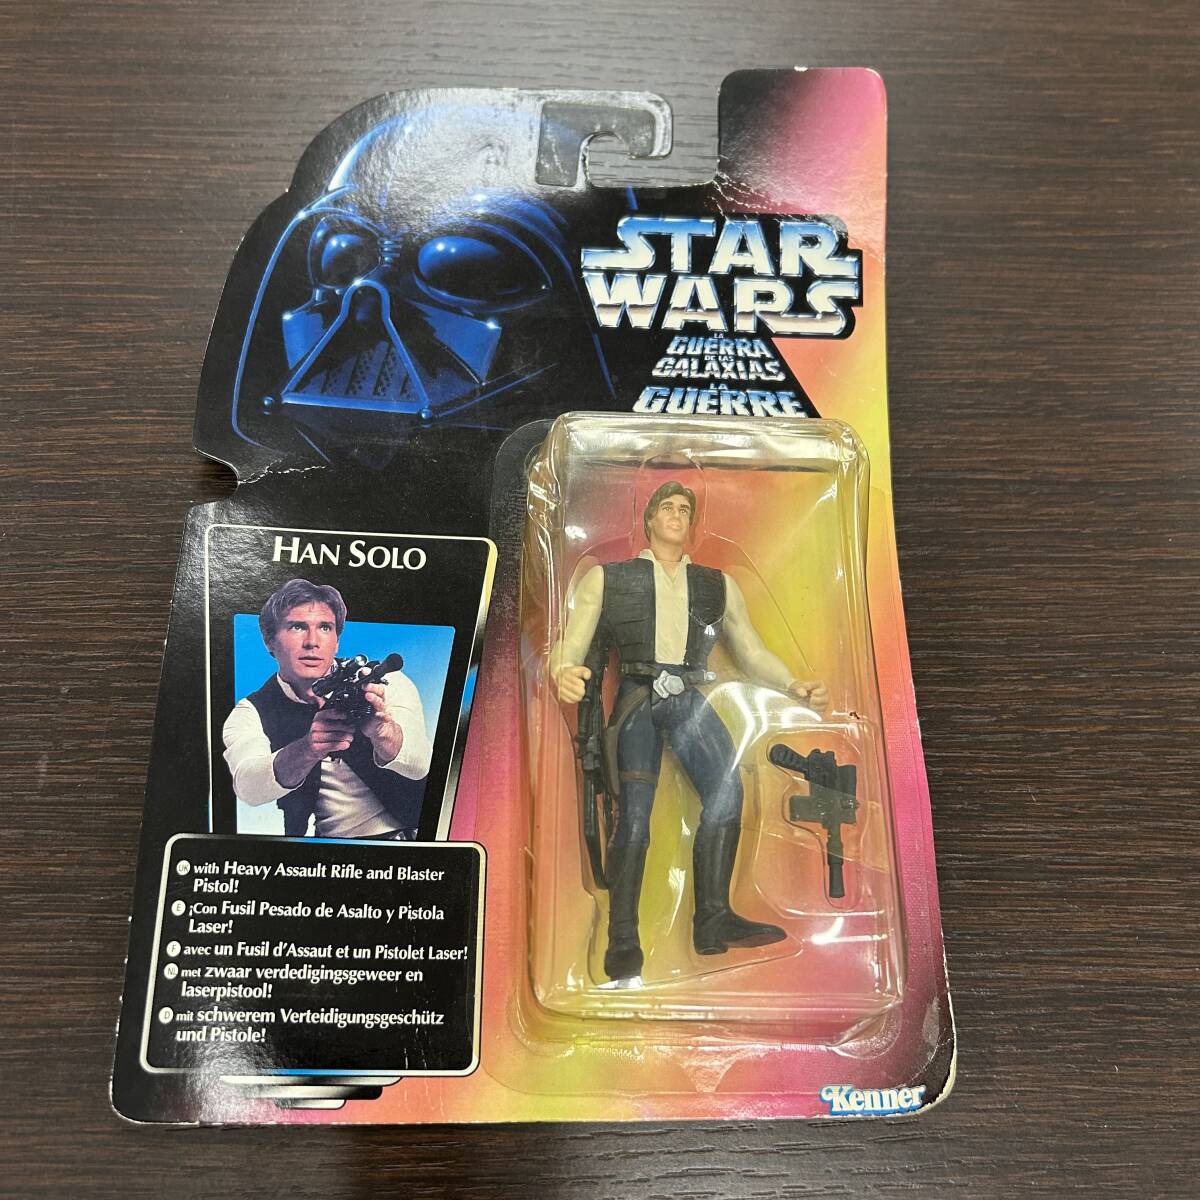 STAR
WARS
LA
GUERRA
DE LAS
GALAXIAS
LA
GUERRE
HAN SOLO
UK with Heavy Assault Rifle and Blaster
Pistol!
E ¡Con Fusil Pesado de Asalto y Pistola
Laser!
F avec un Fusil d'Assaut et un Pistolet Laser!
NL met zwaar verdedigingsgeweer en
laserpistool!
D mit schwerem Verteidigungsgeschütz
und Pistole!
Kenner